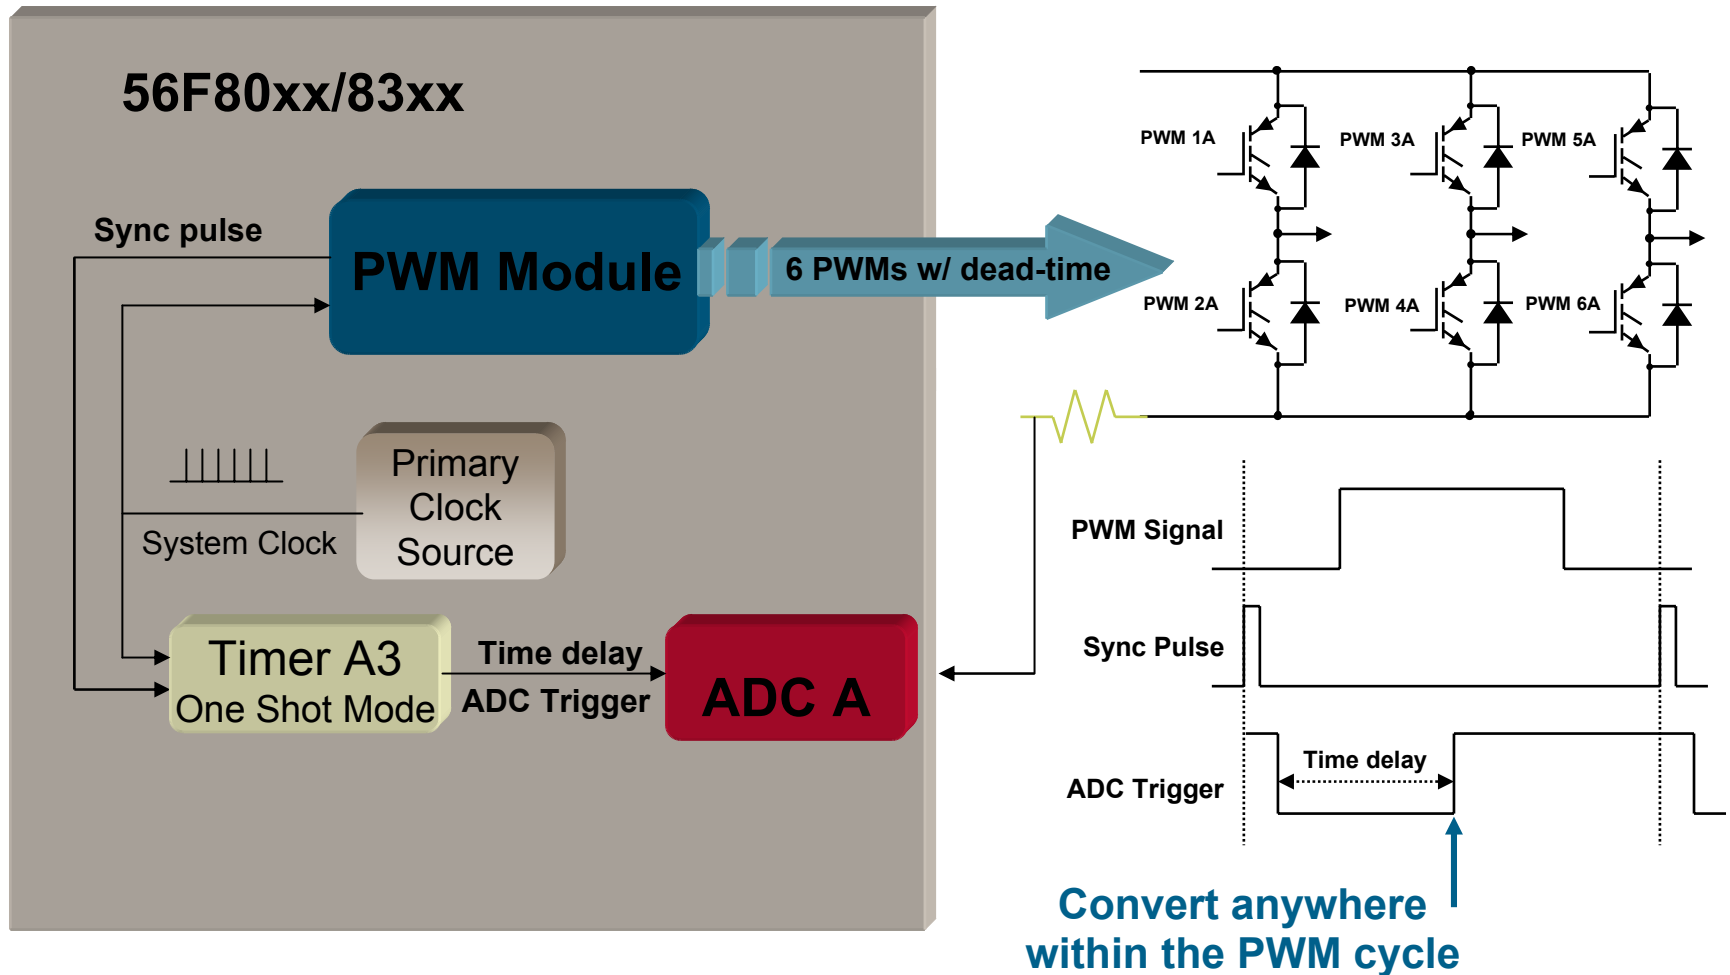 56F80xx/83xx
Sync pulse
PWM Module
6 PWMs w/ dead-time
PWM 1A
PWM 3A
PWM 5A
PWM 2A
PWM 4A
PWM 6A
Primary
Clock
Source
System Clock
Timer A3
One Shot Mode
Time delay
ADC Trigger
ADC A
PWM Signal
Sync Pulse
Time delay
ADC Trigger
Convert anywhere
within the PWM cycle